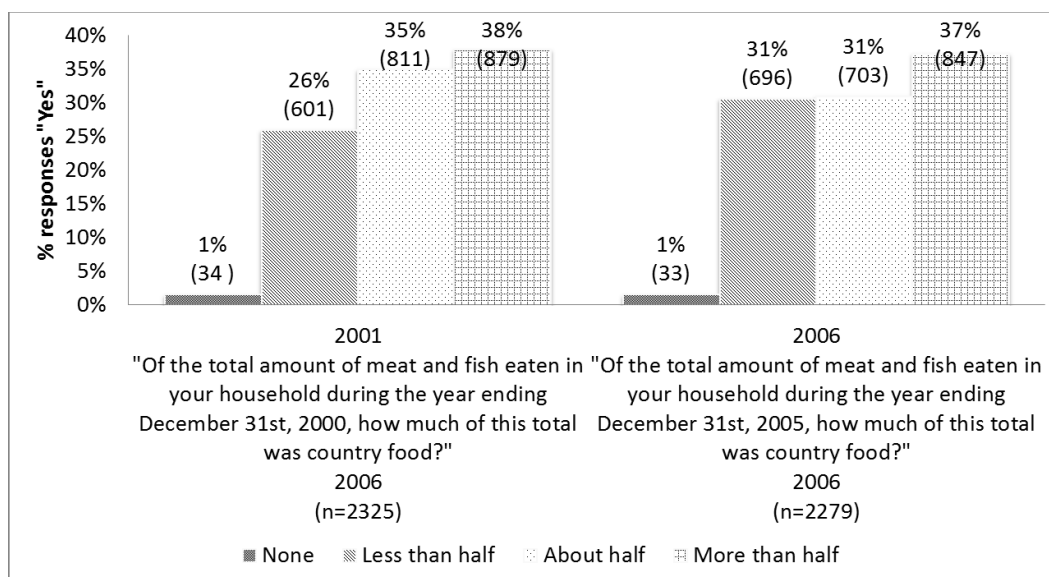 % responses "Yes"
40%
35%
30%
25%
20%
15%
10%
5%
0%
1%
(34 )
26%
(601)
35%
(811)
38%
(879)
1%
(33)
31%
(696)
31%
(703)
37%
(847)
2001
"Of the total amount of meat and fish eaten in
your household during the year ending
December 31st, 2000, how much of this total
was country food?"
2006
(n=2325)
2006
"Of the total amount of meat and fish eaten in
your household during the year ending
December 31st, 2005, how much of this total
was country food?"
2006
(n=2279)
None
Less than half
About half
More than half